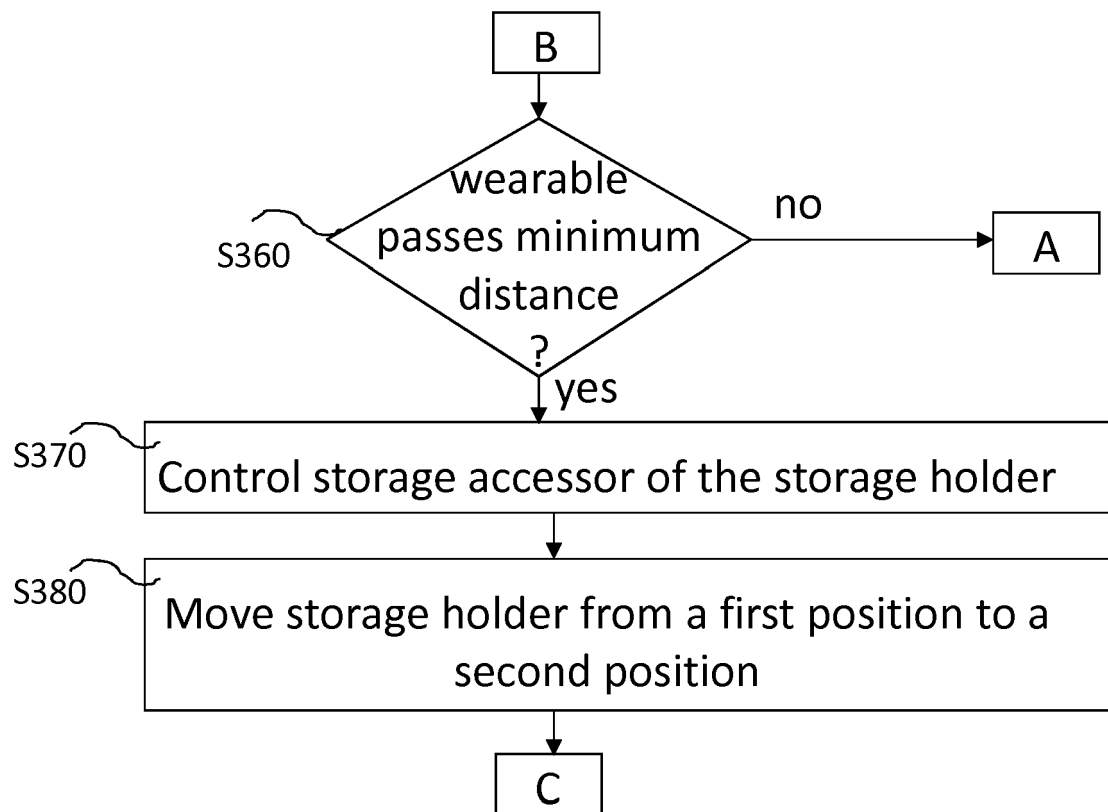 B
wearable
passes minimum
distance
?
no
A
S360
yes
S370
Control storage accessor of the storage holder
S380
Move storage holder from a first position to a
second position
C